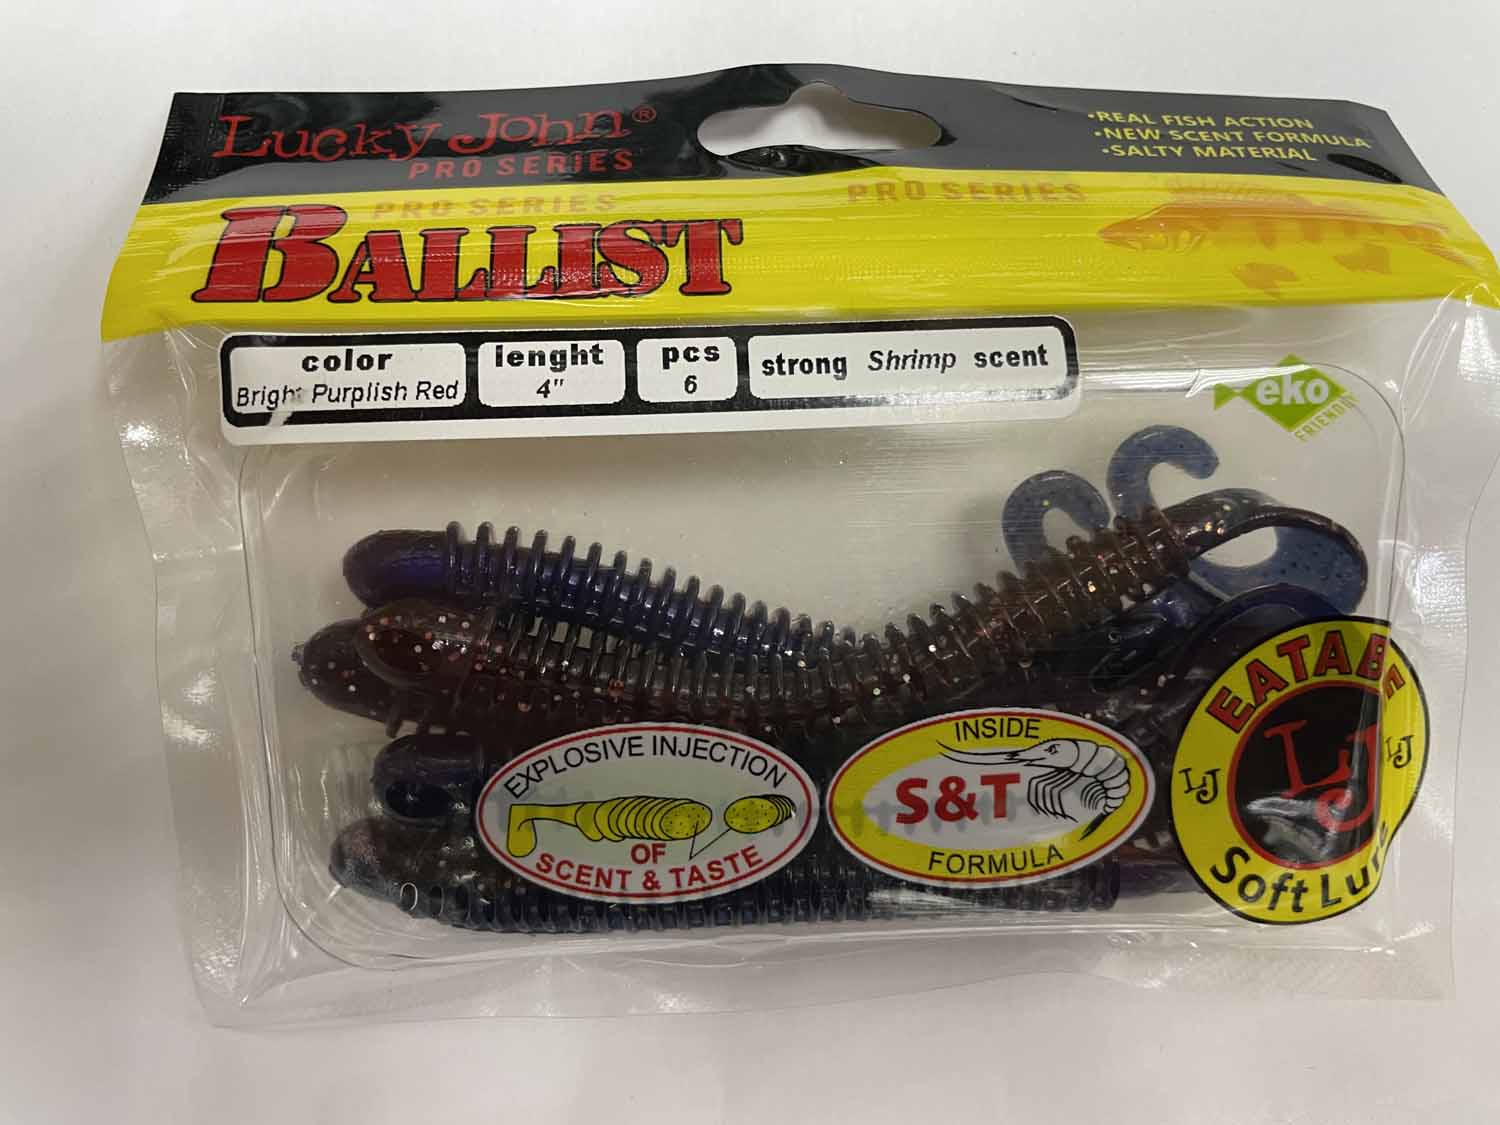 Lucky John®
PRO SERIES
•REAL FISH ACTION
•NEW SCENT FORMULA
•SALTY MATERIAL
PRO SERIES
PRO SERIES
BALLIST
color
Bright Purplish Red
lenght
4"
pcs
6
strong Shrimp scent
eko
FRIENDLY
EXPLOSIVE INJECTION
OF
SCENT & TASTE
INSIDE
S&T
FORMULA
LJ
LJ
LJ
Soft Lure